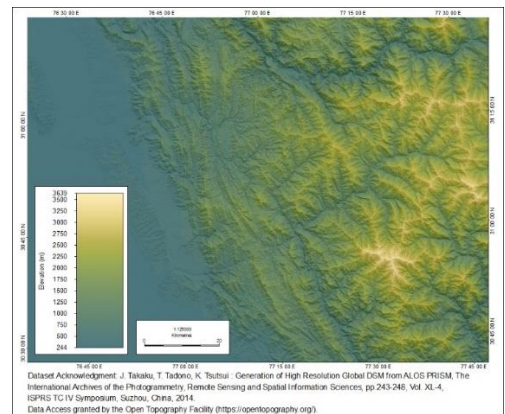 76 30 00 E 76 45 00 E 77 00 00 E 77 15 00 E 77 30 00 E
31 00 00 N
31 15 00 N
31 00 00 N
30 45 00 N
30 45 00 N
3639
3500
3250
3000
2750
2500
2250
2000
1750
1500
1250
1000
750
500
244
Elevation (m)
Kilometres
0
76 45 00 E 77 00 00 E 77 15 00 E 77 30 00 E 77 45 00 E
Dataset Acknowledgment: J. Takaku, T. Tadono, K. Tsutsui : Generation of High Resolution Global DSM from ALOS PRISM, The
International Archives of the Photogrammetry, Remote Sensing and Spatial Information Sciences, pp.243-248, Vol. XL-4,
ISPRS TC IV Symposium, Suzhou, China, 2014.
Data Access granted by the Open Topography Facility (https://opentopography.org/).